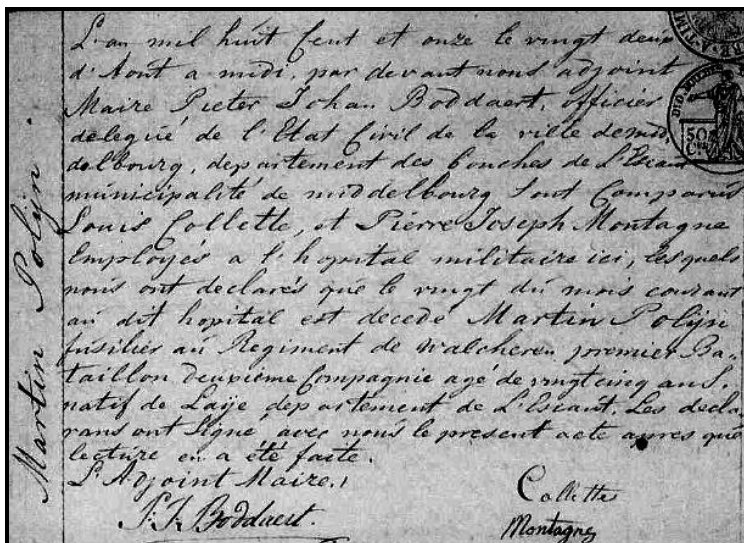 L'an mil huit Cent et onze le vingt deux
d'Aout a midi, par devant nous adjoint
Maire Pieter Johan Boddaert, officier
delegué de l'Etat Civil de la ville de mid
delbourg, departement des bouches de L'Escaut
municipalité de middelbourg Sont Comparus
Louis Collette, et Pierre Joseph Montagne
Employés a l'hopital militaire ici, lesquels
nous ont declarés que le vingt du mois courant
au dit hopital est decedé Martin Polijn
fusilier au Regiment de walcheren premier Ba-
taillon deuxieme Compagnie agé de vingt cinq ans.
natif de Laije departement de L'Escaut. Les decla
rans ont Signé avec nous le present acte apres que
lecture en a été faite.
L'Adjoint Maire,
P.J. Boddaert.
Collette
Montagne
Martin Polijn.
50